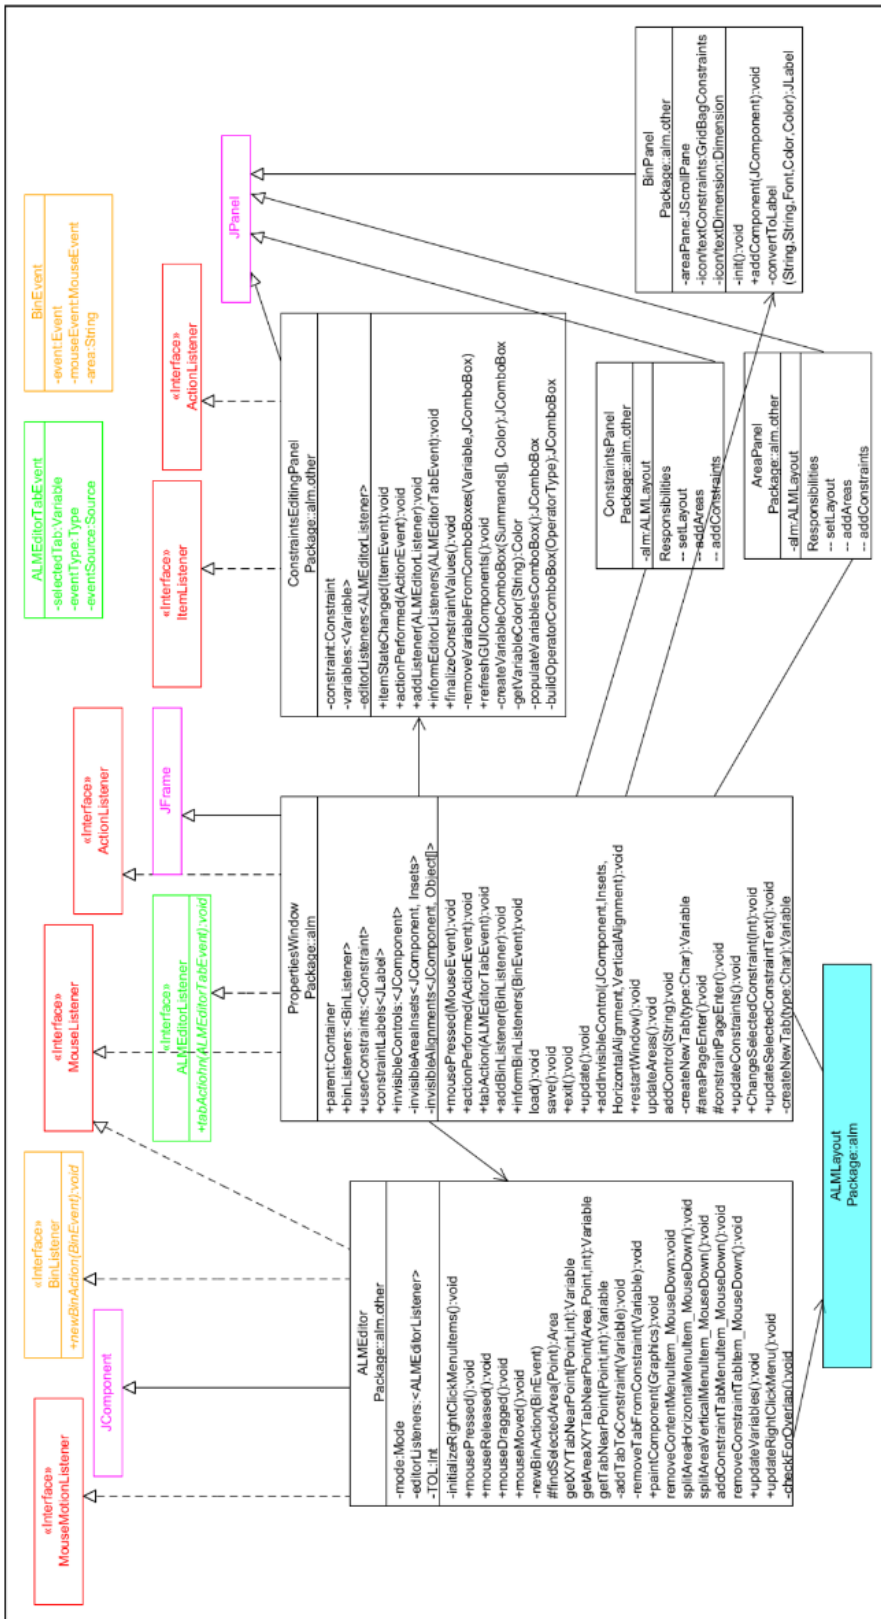 «Interface»
MouseMotionListener
JComponent
«Interface»
BinListener
+newBinAction(BinEvent):void
«Interface»
MouseListener
«Interface»
ALMEditorListener
+tabActiohn(ALMEditorTabEvent):void
«Interface»
ActionListener
JFrame
«Interface»
ItemListener
«Interface»
ActionListener
ALMEditorTabEvent
-selectedTab:Variable
-eventType:Type
-eventSource:Source
BinEvent
-event:Event
-mouseEvent:MouseEvent
-area:String
JPanel
ALMEditor
Package::alm.other
-mode:Mode
-editorListeners:<ALMEditorListener>
-TOL:Int
-initializeRightClickMenuItems():void
+mousePressed():void
+mouseReleased():void
+mouseDragged():void
+mouseMoved():void
-newBinAction(BinEvent)
#findSelectedArea(Point):Area
getX/YTabNearPoint(Point,int):Variable
getAreaX/YTabNearPoint(Area,Point,int):Variable
getTabNearPoint(Point,int):Variable
-addTabToConstraint(Variable):void
-removeTabFromConstraint(Variable):void
+paintComponent(Graphics):void
removeContentMenuItem_MouseDown:void
splitAreaHorizontalMenuItem_MouseDown():void
splitAreaVerticalMenuItem_MouseDown():void
addConstraintTabMenuItem_MouseDown():void
removeConstraintTabItem_MouseDown():void
+updateVariables():void
+updateRightClickMenu():void
-checkForOverlap():void
PropertiesWindow
Package::alm
+parent:Container
+binListeners:<BinListener>
+userConstraints:<Constraint>
+constraintLabels<JLabel>
+invisibleControls:<JComponent>
-invisibleAreaInsets<JComponent, Insets>
-invisibleAlignments<JComponent, Object[]>
+mousePressed(MouseEvent):void
+actionPerformed(ActionEvent):void
+tabAction(ALMEditorTabEvent):void
+addBinListener(BinListener):void
+informBinListeners(BinEvent):void
load():void
save():void
+exit():void
+update():void
+addInvisibleControl(JComponent,Insets,
HorizontalAlignment,VerticalAlignment):void
+restartWindow():void
updateAreas():void
addControl(String):void
-createNewTab(type:Char):Variable
#areaPageEnter():void
#constraintPageEnter():void
+updateConstraints():void
+ChangeSelectedConstraint(Int):void
+updateSelectedConstraintText():void
-createNewTab(type:Char):Variable
ConstraintsEditingPanel
Package::alm.other
-constraint:Constraint
-variables:<Variable>
-editorListeners<ALMEditorListener>
+itemStateChanged(ItemEvent):void
+actionPerformed(ActionEvent):void
+addListener(ALMEditorListener):void
+informEditorListeners(ALMEditorTabEvent):void
+finalizeConstraintValues():void
-removeVariableFromComboBoxes(Variable,JComboBox)
+refreshGUIComponents():void
-createVariableComboBox(Summands[], Color):JComboBox
-getVariableColor(String):Color
-populateVariablesComboBox():JComboBox
-buildOperatorComboBox(OperatorType):JComboBox
ConstraintsPanel
Package::alm.other
-alm:ALMLayout
Responsibilities
-- setLayout
-- addAreas
-- addConstraints
BinPanel
Package::alm.other
-areaPane:JScrollPane
-icon/textConstraints:GridBagConstraints
-icon/textDimension:Dimension
-init():void
+addComponent(JComponent):void
-convertToLabel
(String,String,Font,Color,Color):JLabel
AreaPanel
Package::alm.other
-alm:ALMLayout
Responsibilities
-- setLayout
-- addAreas
-- addConstraints
ALMLayout
Package::alm